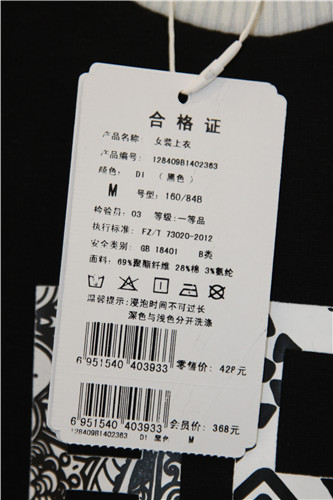 合格证
产品名称: 女装上衣
产品编号: 128409B1402363
颜色: D1 (黑色)
M 号型: 160/84B
检验员: 03 等级: 一等品
执行标准: FZ/T 73020-2012
安全类别: GB 18401 B类
面料: 69%聚酯纤维 28%棉 3%氨纶
温馨提示: 浸泡时间不可过长
深色与浅色分开洗涤
6 951540 403933 零售价: 428元
6 951540 403933 会员价: 368元
128409B1402363 D1 黑色 M